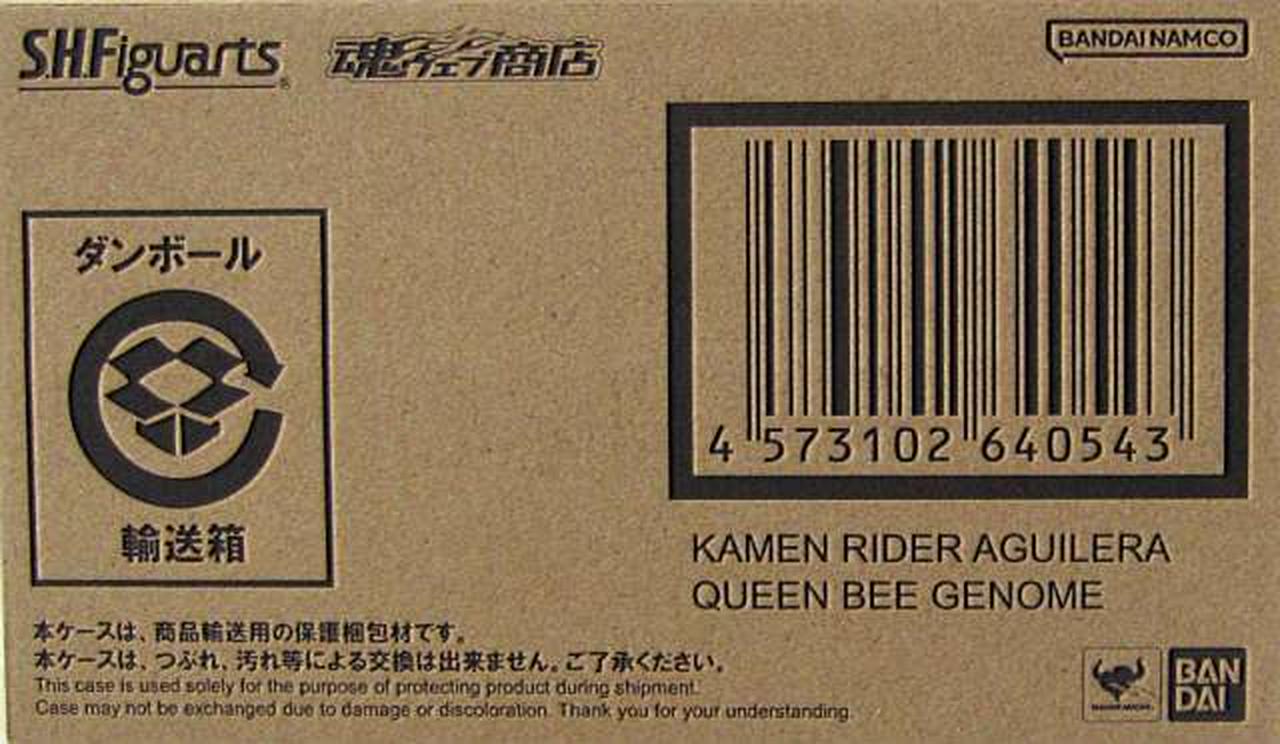 S.H.Figuarts®
魂ウェブ商店
BANDAI NAMCO
ダンボール
輸送箱
4 573102 640543
KAMEN RIDER AGUILERA
QUEEN BEE GENOME
本ケースは、商品輸送用の保護梱包材です。
本ケースは、つぶれ、汚れ等による交換は出来ません。ご了承ください。
This case is used solely for the purpose of protecting product during shipment.
Case may not be exchanged due to damage or discoloration. Thank you for your understanding.
BAN
DAI